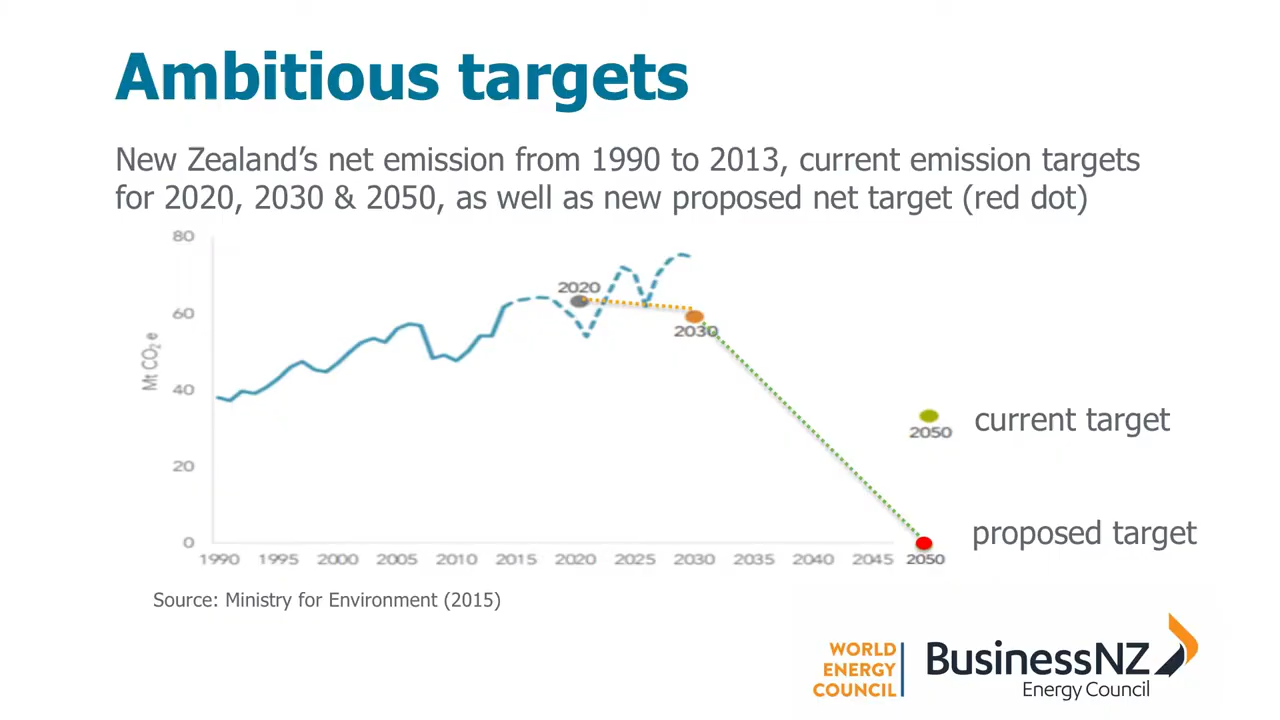 Ambitious targets
New Zealand’s net emission from 1990 to 2013, current emission targets
for 2020, 2030 & 2050, as well as new proposed net target (red dot)
80
60
40
20
0
Mt CO₂ e
2020
2030
2050
current target
proposed target
1990 1995 2000 2005 2010 2015 2020 2025 2030 2035 2040 2045 2050
Source: Ministry for Environment (2015)
WORLD
ENERGY
COUNCIL
BusinessNZ
Energy Council